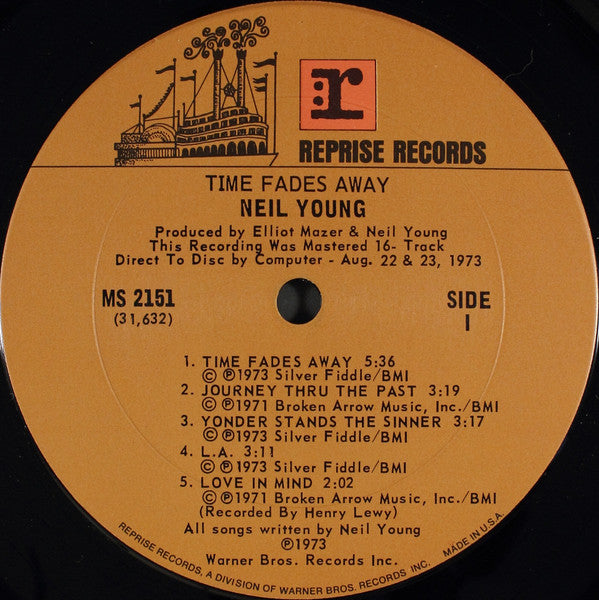 r
REPRISE RECORDS
TIME FADES AWAY
NEIL YOUNG
Produced by Elliot Mazer & Neil Young
This Recording Was Mastered 16- Track
Direct To Disc by Computer - Aug. 22 & 23, 1973
MS 2151
(31,632)
SIDE
I
1. TIME FADES AWAY 5:36
©℗1973 Silver Fiddle/BMI
2. JOURNEY THRU THE PAST 3:19
©℗1971 Broken Arrow Music, Inc./BMI
3. YONDER STANDS THE SINNER 3:17
©℗1973 Silver Fiddle/BMI
4. L.A. 3:11
©℗1973 Silver Fiddle/BMI
5. LOVE IN MIND 2:02
©℗1971 Broken Arrow Music, Inc./BMI
(Recorded By Henry Lewy)
All songs written by Neil Young
℗1973
Warner Bros. Records Inc.
REPRISE RECORDS, A DIVISION OF WARNER BROS. RECORDS INC. MADE IN U.S.A.